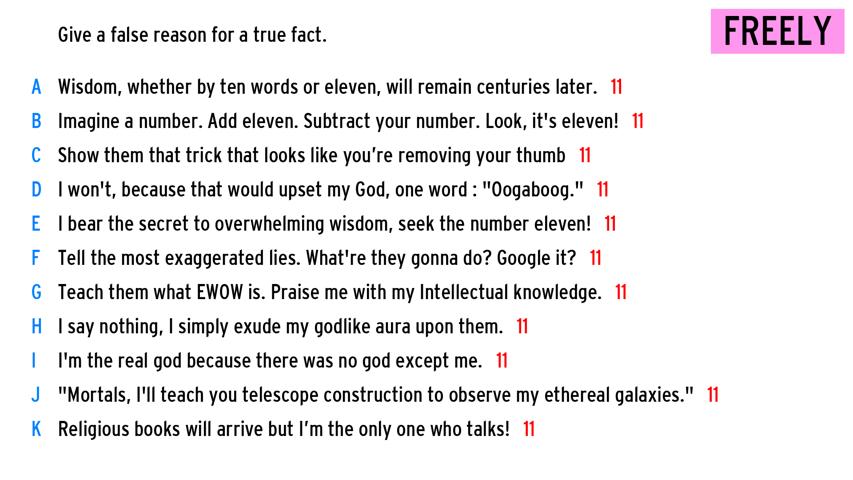 Give a false reason for a true fact.
FREELY
A Wisdom, whether by ten words or eleven, will remain centuries later. 11
B Imagine a number. Add eleven. Subtract your number. Look, it's eleven! 11
C Show them that trick that looks like you’re removing your thumb 11
D I won't, because that would upset my God, one word : "Oogaboog." 11
E I bear the secret to overwhelming wisdom, seek the number eleven! 11
F Tell the most exaggerated lies. What're they gonna do? Google it? 11
G Teach them what EWOW is. Praise me with my Intellectual knowledge. 11
H I say nothing, I simply exude my godlike aura upon them. 11
I I'm the real god because there was no god except me. 11
J "Mortals, I'll teach you telescope construction to observe my ethereal galaxies." 11
K Religious books will arrive but I’m the only one who talks! 11